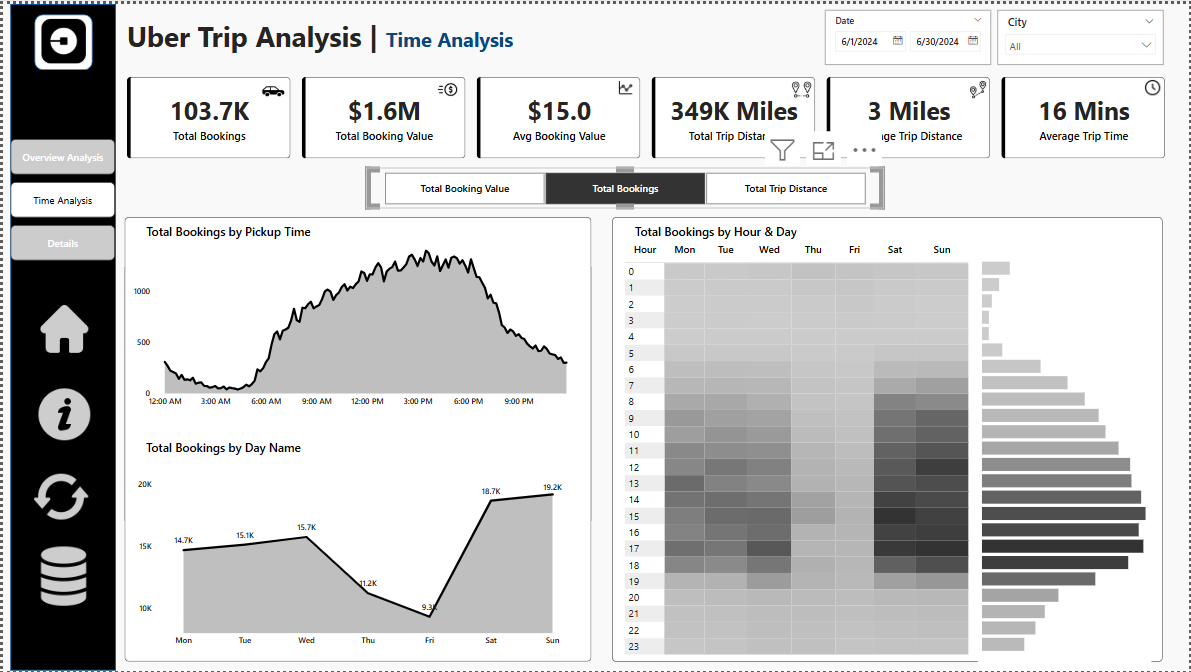 Uber Trip Analysis | Time Analysis
Date
6/1/2024 6/30/2024
City
All
103.7K
Total Bookings
$1.6M
Total Booking Value
$15.0
Avg Booking Value
349K Miles
Total Trip Distar
3 Miles
ge Trip Distance
16 Mins
Average Trip Time
Overview Analysis
Time Analysis
Details
Total Booking Value
Total Bookings
Total Trip Distance
Total Bookings by Pickup Time
1000
500
0
12:00 AM 3:00 AM 6:00 AM 9:00 AM 12:00 PM 3:00 PM 6:00 PM 9:00 PM
Total Bookings by Day Name
20K
15K
10K
14.7K 15.1K 15.7K 11.2K 9.3K 18.7K 19.2K
Mon Tue Wed Thu Fri Sat Sun
Total Bookings by Hour & Day
Hour Mon Tue Wed Thu Fri Sat Sun
0
1
2
3
4
5
6
7
8
9
10
11
12
13
14
15
16
17
18
19
20
21
22
23